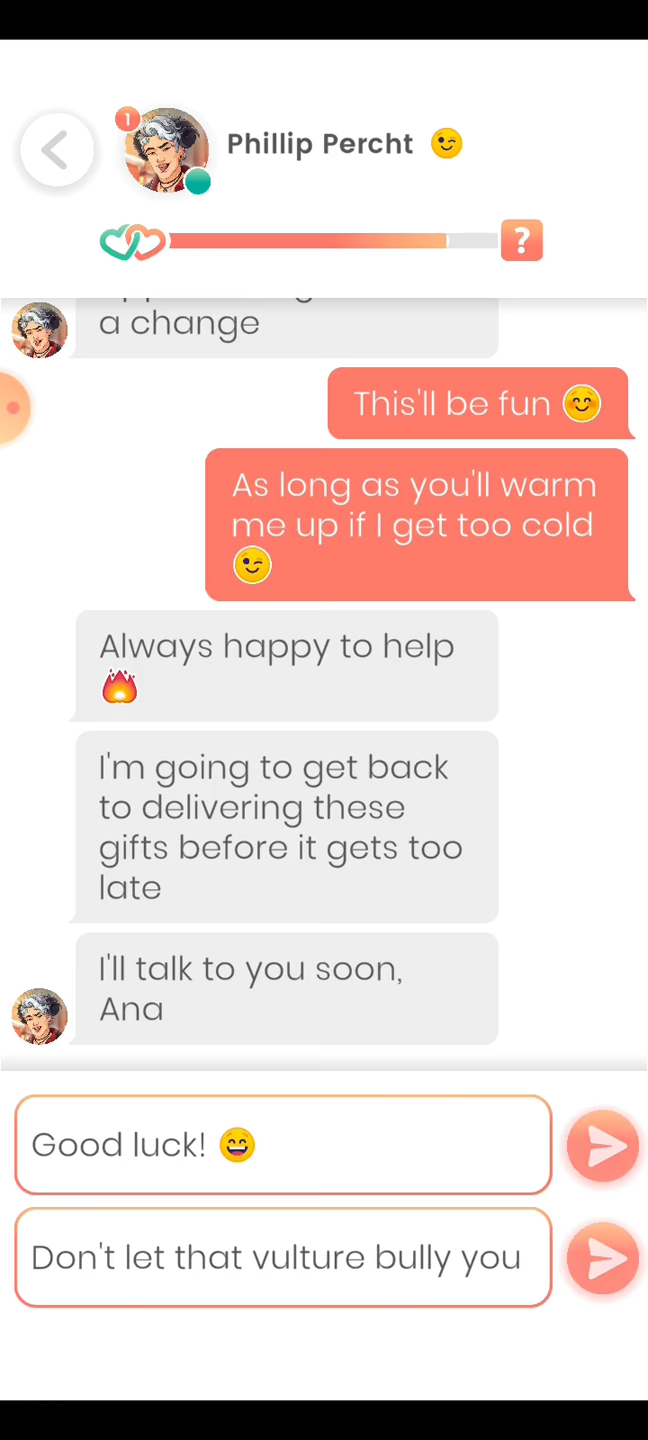 1
Phillip Percht 😉
?
a change
This'll be fun 😊
As long as you'll warm
me up if I get too cold
😉
Always happy to help
🔥
I'm going to get back
to delivering these
gifts before it gets too
late
I'll talk to you soon,
Ana
Good luck! 😄
Don't let that vulture bully you